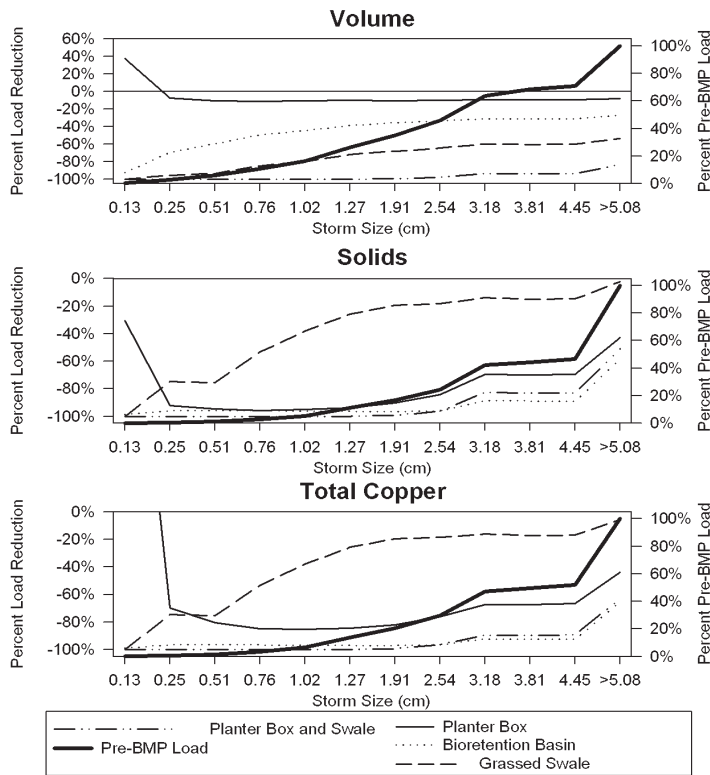 Volume
Percent Load Reduction
60%
40%
20%
0%
-20%
-40%
-60%
-80%
-100%
100%
80%
60%
40%
20%
0%
Percent Pre-BMP Load
0.13 0.25 0.51 0.76 1.02 1.27 1.91 2.54 3.18 3.81 4.45 >5.08
Storm Size (cm)
Solids
Percent Load Reduction
0%
-20%
-40%
-60%
-80%
-100%
100%
80%
60%
40%
20%
0%
Percent Pre-BMP Load
0.13 0.25 0.51 0.76 1.02 1.27 1.91 2.54 3.18 3.81 4.45 >5.08
Storm Size (cm)
Total Copper
Percent Load Reduction
0%
-20%
-40%
-60%
-80%
-100%
100%
80%
60%
40%
20%
0%
Percent Pre-BMP Load
0.13 0.25 0.51 0.76 1.02 1.27 1.91 2.54 3.18 3.81 4.45 >5.08
Storm Size (cm)
Planter Box and Swale
Planter Box
Pre-BMP Load
Bioretention Basin
Grassed Swale